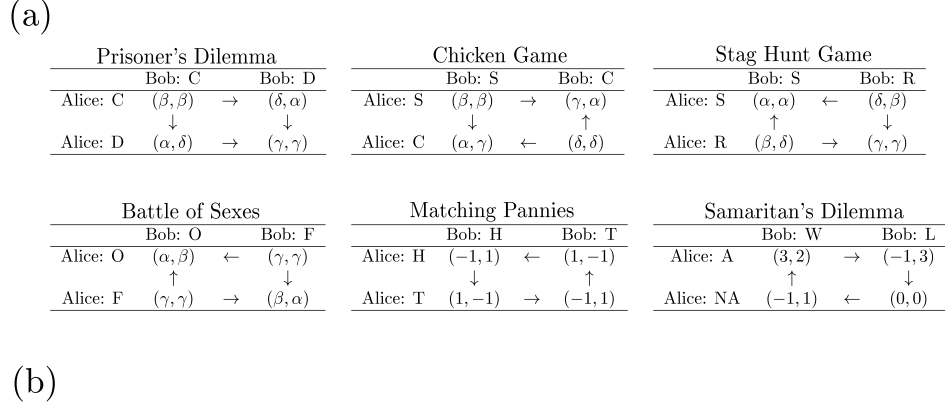 (a)
Prisoner's Dilemma
Bob: C Bob: D
Alice: C (β, β) → (δ, α)
↓ ↓
Alice: D (α, δ) → (γ, γ)
Chicken Game
Bob: S Bob: C
Alice: S (β, β) → (γ, α)
↓ ↑
Alice: C (α, γ) ← (δ, δ)
Stag Hunt Game
Bob: S Bob: R
Alice: S (α, α) ← (δ, β)
↑ ↓
Alice: R (β, δ) → (γ, γ)
Battle of Sexes
Bob: O Bob: F
Alice: O (α, β) ← (γ, γ)
↑ ↓
Alice: F (γ, γ) → (β, α)
Matching Pannies
Bob: H Bob: T
Alice: H (−1, 1) ← (1, −1)
↓ ↑
Alice: T (1, −1) → (−1, 1)
Samaritan's Dilemma
Bob: W Bob: L
Alice: A (3, 2) → (−1, 3)
↑ ↓
Alice: NA (−1, 1) ← (0, 0)
(b)